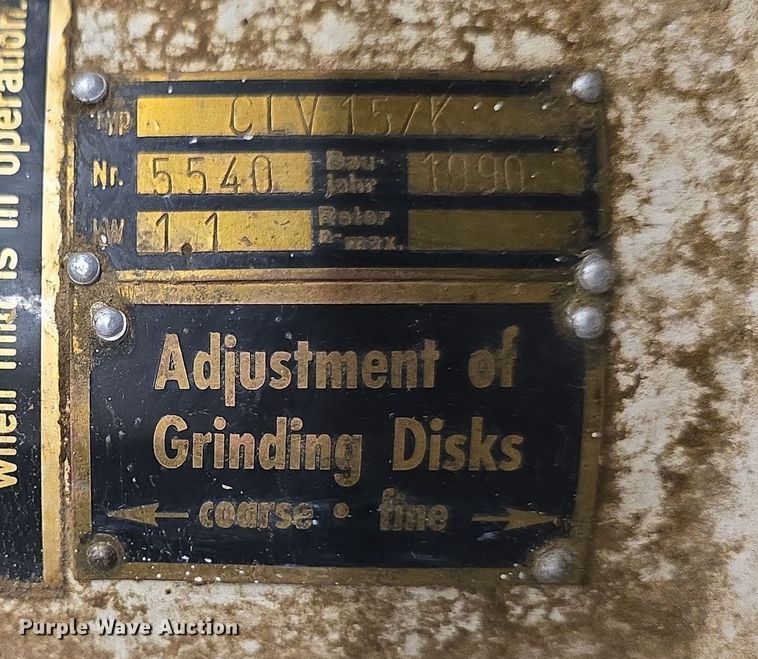 when mill is in operation.
Typ CLV 15/K
Nr. 5540 Bau-jahr 1990
kW 1.1 Rotor n-max.
Adjustment of
Grinding Disks
coarse • fine
Purple Wave Auction